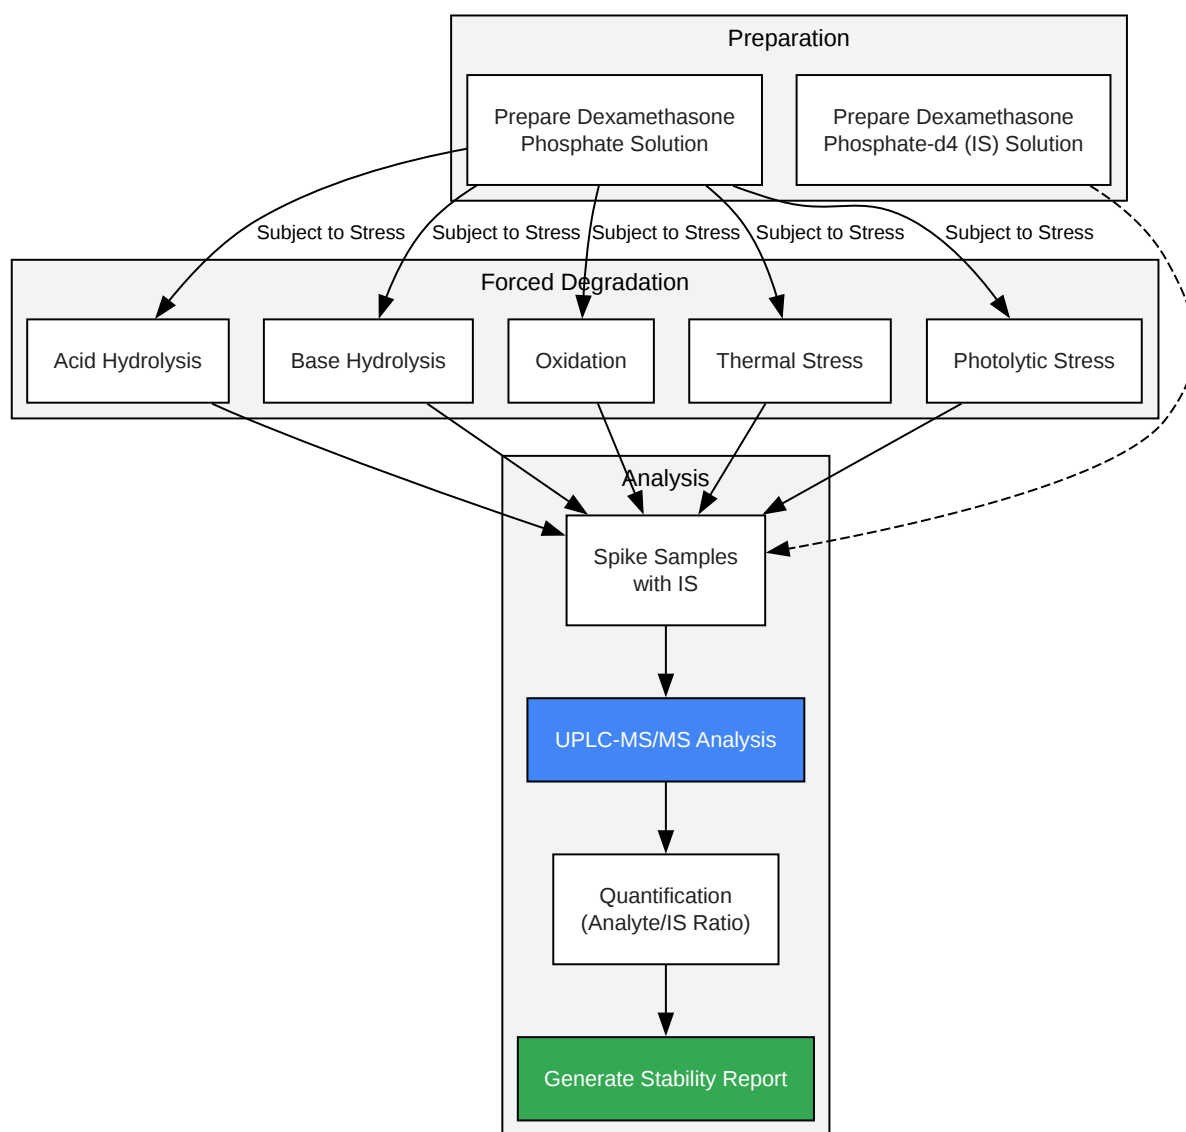 Preparation
Prepare Dexamethasone
Phosphate Solution
Prepare Dexamethasone
Phosphate-d4 (IS) Solution
Subject to Stress
Subject to Stress
Subject to Stress
Subject to Stress
Subject to Stress
Forced Degradation
Acid Hydrolysis
Base Hydrolysis
Oxidation
Thermal Stress
Photolytic Stress
Analysis
Spike Samples
with IS
UPLC-MS/MS Analysis
Quantification
(Analyte/IS Ratio)
Generate Stability Report